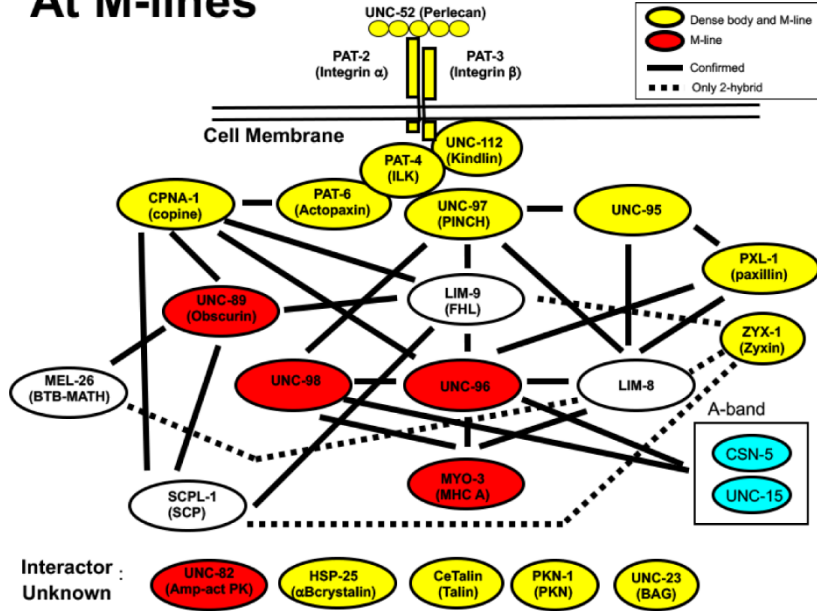 At M-lines
UNC-52 (Perlecan)
PAT-2
(Integrin α)
PAT-3
(Integrin β)
Dense body and M-line
M-line
Confirmed
Only 2-hybrid
Cell Membrane
UNC-112
(Kindlin)
PAT-4
(ILK)
CPNA-1
(copine)
PAT-6
(Actopaxin)
UNC-97
(PINCH)
UNC-95
PXL-1
(paxillin)
UNC-89
(Obscurin)
LIM-9
(FHL)
ZYX-1
(Zyxin)
MEL-26
(BTB-MATH)
UNC-98
UNC-96
LIM-8
A-band
CSN-5
UNC-15
MYO-3
(MHC A)
SCPL-1
(SCP)
Interactor :
Unknown
UNC-82
(Amp-act PK)
HSP-25
(αBcrystalin)
CeTalin
(Talin)
PKN-1
(PKN)
UNC-23
(BAG)